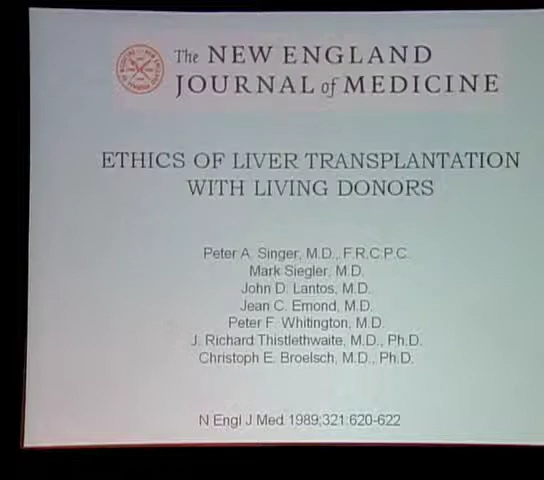 The NEW ENGLAND
JOURNAL of MEDICINE
ETHICS OF LIVER TRANSPLANTATION
WITH LIVING DONORS
Peter A. Singer, M.D., F.R.C.P.C.
Mark Siegler, M.D.
John D. Lantos, M.D.
Jean C. Emond, M.D.
Peter F. Whitington, M.D.
J. Richard Thistlethwaite, M.D., Ph.D.
Christoph E. Broelsch, M.D., Ph.D.
N Engl J Med 1989;321:620-622